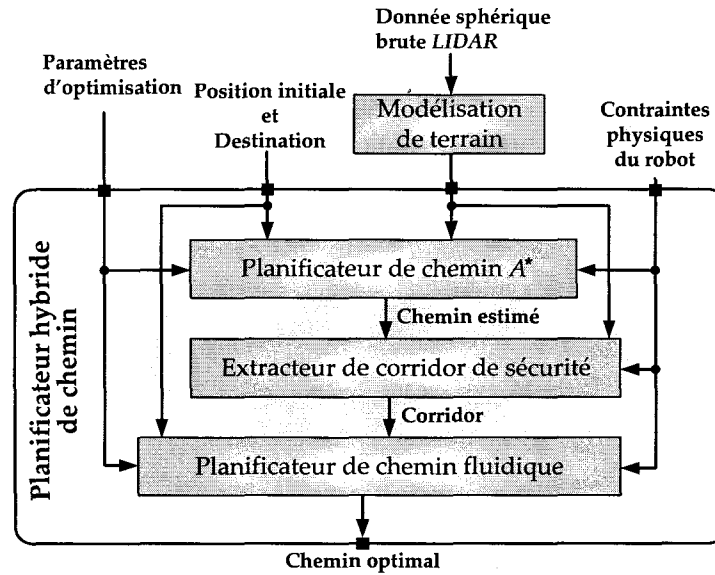 Donnée sphérique
brute LIDAR
Paramètres
d'optimisation
Position initiale
et
Destination
Modélisation
de terrain
Contraintes
physiques
du robot
Planificateur hybride
de chemin
Planificateur de chemin A*
Chemin estimé
Extracteur de corridor de sécurité
Corridor
Planificateur de chemin fluidique
Chemin optimal